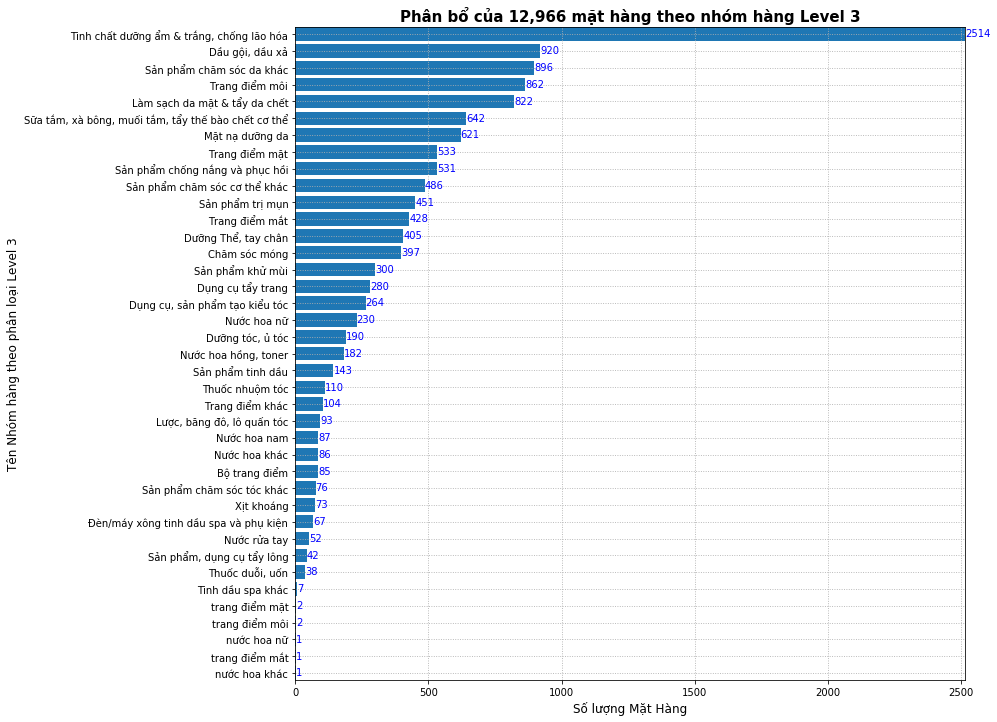 Phân bổ của 12,966 mặt hàng theo nhóm hàng Level 3
Tên Nhóm hàng theo phân loại Level 3
Tinh chất dưỡng ẩm & trắng, chống lão hóa 2514
Dầu gội, dầu xả 920
Sản phẩm chăm sóc da khác 896
Trang điểm môi 862
Làm sạch da mặt & tẩy da chết 822
Sữa tắm, xà bông, muối tắm, tẩy thế bào chết cơ thể 642
Mặt nạ dưỡng da 621
Trang điểm mặt 533
Sản phẩm chống nắng và phục hồi 531
Sản phẩm chăm sóc cơ thể khác 486
Sản phẩm trị mụn 451
Trang điểm mắt 428
Dưỡng Thể, tay chân 405
Chăm sóc móng 397
Sản phẩm khử mùi 300
Dụng cụ tẩy trang 280
Dụng cụ, sản phẩm tạo kiểu tóc 264
Nước hoa nữ 230
Dưỡng tóc, ủ tóc 190
Nước hoa hồng, toner 182
Sản phẩm tinh dầu 143
Thuốc nhuộm tóc 110
Trang điểm khác 104
Lược, băng đô, lô quấn tóc 93
Nước hoa nam 87
Nước hoa khác 86
Bộ trang điểm 85
Sản phẩm chăm sóc tóc khác 76
Xịt khoáng 73
Đèn/máy xông tinh dầu spa và phụ kiện 67
Nước rửa tay 52
Sản phẩm, dụng cụ tẩy lông 42
Thuốc duỗi, uốn 38
Tinh dầu spa khác 7
trang điểm mặt 2
trang điểm môi 2
nước hoa nữ 1
trang điểm mắt 1
nước hoa khác 1
0 500 1000 1500 2000 2500
Số lượng Mặt Hàng